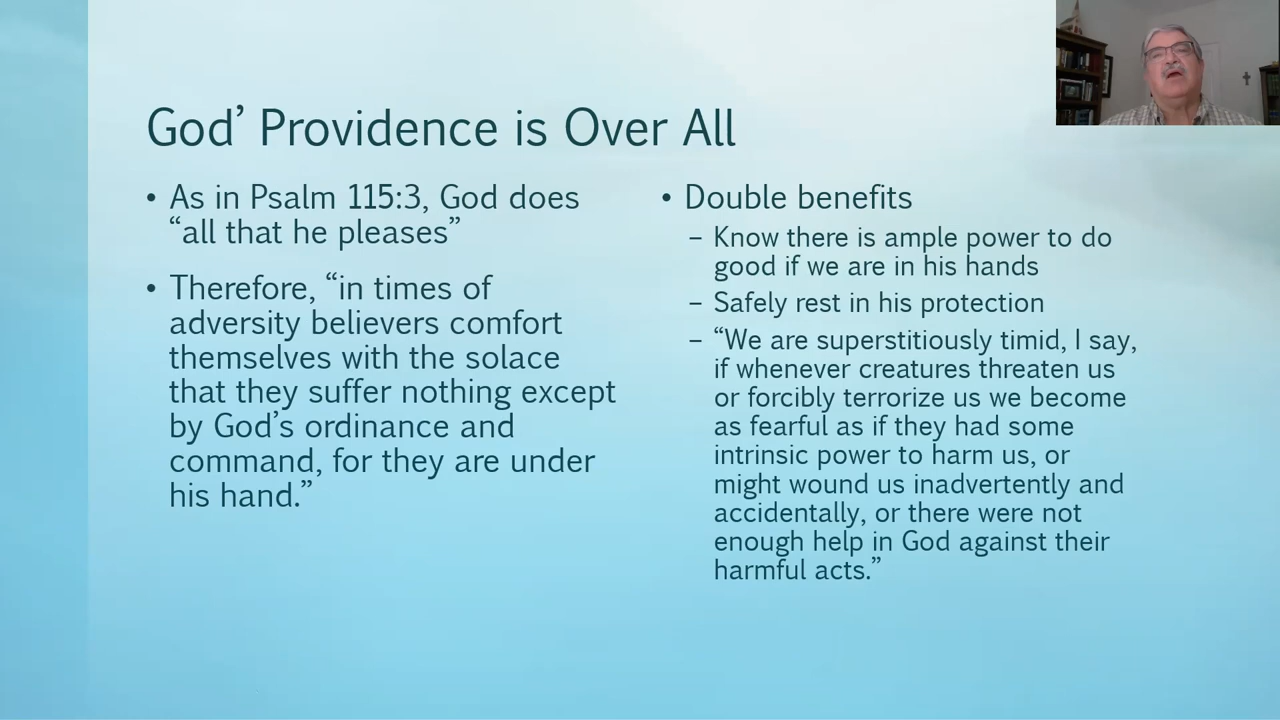 God’ Providence is Over All
• As in Psalm 115:3, God does
“all that he pleases”
• Therefore, “in times of
adversity believers comfort
themselves with the solace
that they suffer nothing except
by God’s ordinance and
command, for they are under
his hand.”
• Double benefits
– Know there is ample power to do
good if we are in his hands
– Safely rest in his protection
– “We are superstitiously timid, I say,
if whenever creatures threaten us
or forcibly terrorize us we become
as fearful as if they had some
intrinsic power to harm us, or
might wound us inadvertently and
accidentally, or there were not
enough help in God against their
harmful acts.”